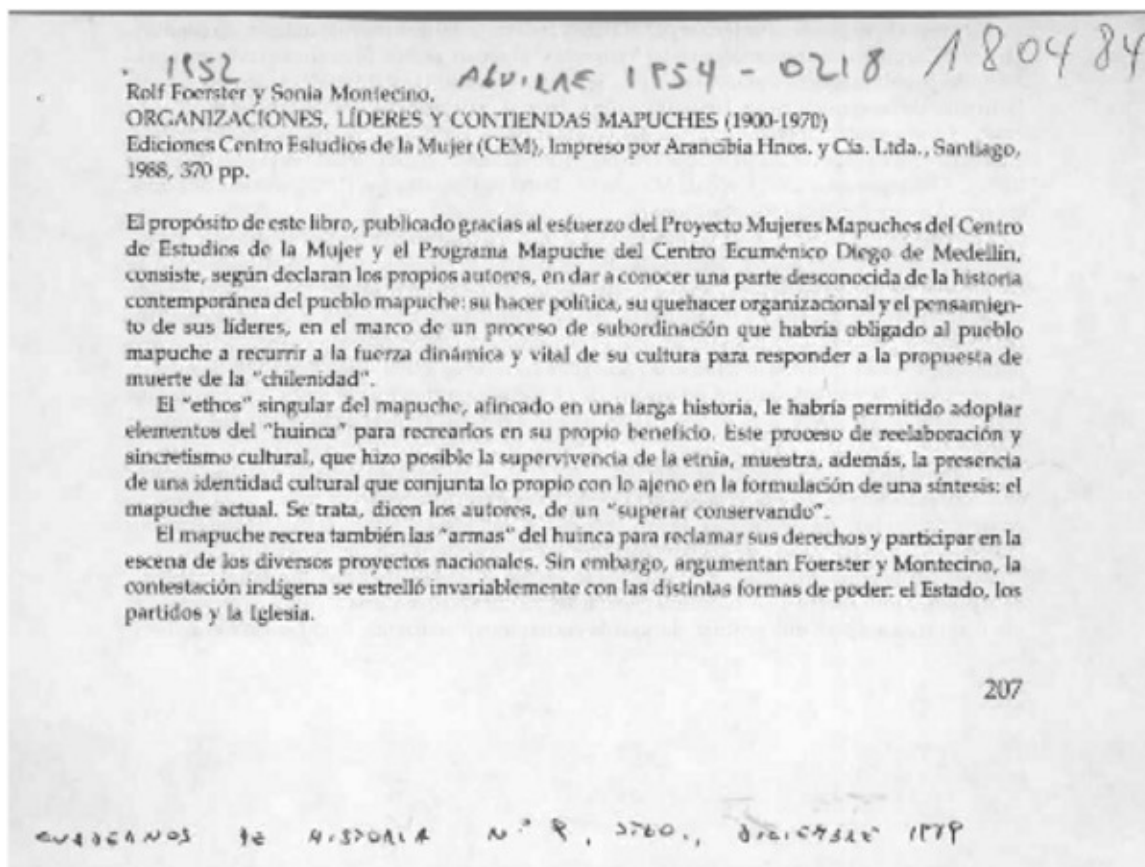 1952
AGUIRRE 1954 - 0218 180484
Rolf Foerster y Sonia Montecino.
ORGANIZACIONES, LÍDERES Y CONTIENDAS MAPUCHES (1900-1970)
Ediciones Centro Estudios de la Mujer (CEM), Impreso por Arancibia Hnos. y Cía. Ltda., Santiago,
1988, 370 pp.
El propósito de este libro, publicado gracias al esfuerzo del Proyecto Mujeres Mapuches del Centro
de Estudios de la Mujer y el Programa Mapuche del Centro Ecuménico Diego de Medellín,
consiste, según declaran los propios autores, en dar a conocer una parte desconocida de la historia
contemporánea del pueblo mapuche: su hacer política, su quehacer organizacional y el pensamien-
to de sus líderes, en el marco de un proceso de subordinación que habría obligado al pueblo
mapuche a recurrir a la fuerza dinámica y vital de su cultura para responder a la propuesta de
muerte de la "chilenidad".
El "ethos" singular del mapuche, afincado en una larga historia, le habría permitido adoptar
elementos del "huinca" para recrearlos en su propio beneficio. Este proceso de reelaboración y
sincretismo cultural, que hizo posible la supervivencia de la etnia, muestra, además, la presencia
de una identidad cultural que conjunta lo propio con lo ajeno en la formulación de una síntesis: el
mapuche actual. Se trata, dicen los autores, de un "superar conservando".
El mapuche recrea también las "armas" del huinca para reclamar sus derechos y participar en la
escena de los diversos proyectos nacionales. Sin embargo, argumentan Foerster y Montecino, la
contestación indígena se estrelló invariablemente con las distintas formas de poder: el Estado, los
partidos y la Iglesia.
207
CUADERNOS DE HISTORIA N.° , STGO., DICIEMBRE